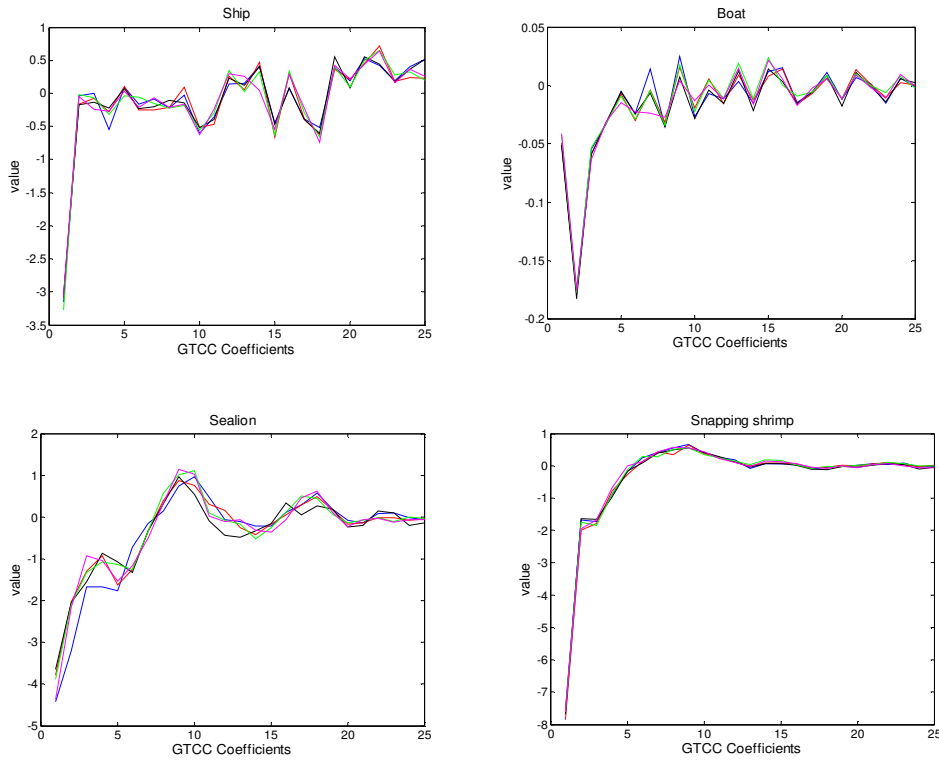 Ship
1
0.5
0
-0.5
-1
-1.5
-2
-2.5
-3
-3.5
value
0 5 10 15 20 25
GTCC Coefficients
Boat
0.05
0
-0.05
-0.1
-0.15
-0.2
value
0 5 10 15 20 25
GTCC Coefficients
Sealion
2
1
0
-1
-2
-3
-4
-5
value
0 5 10 15 20 25
GTCC Coefficients
Snapping shrimp
1
0
-1
-2
-3
-4
-5
-6
-7
-8
value
0 5 10 15 20 25
GTCC Coefficients